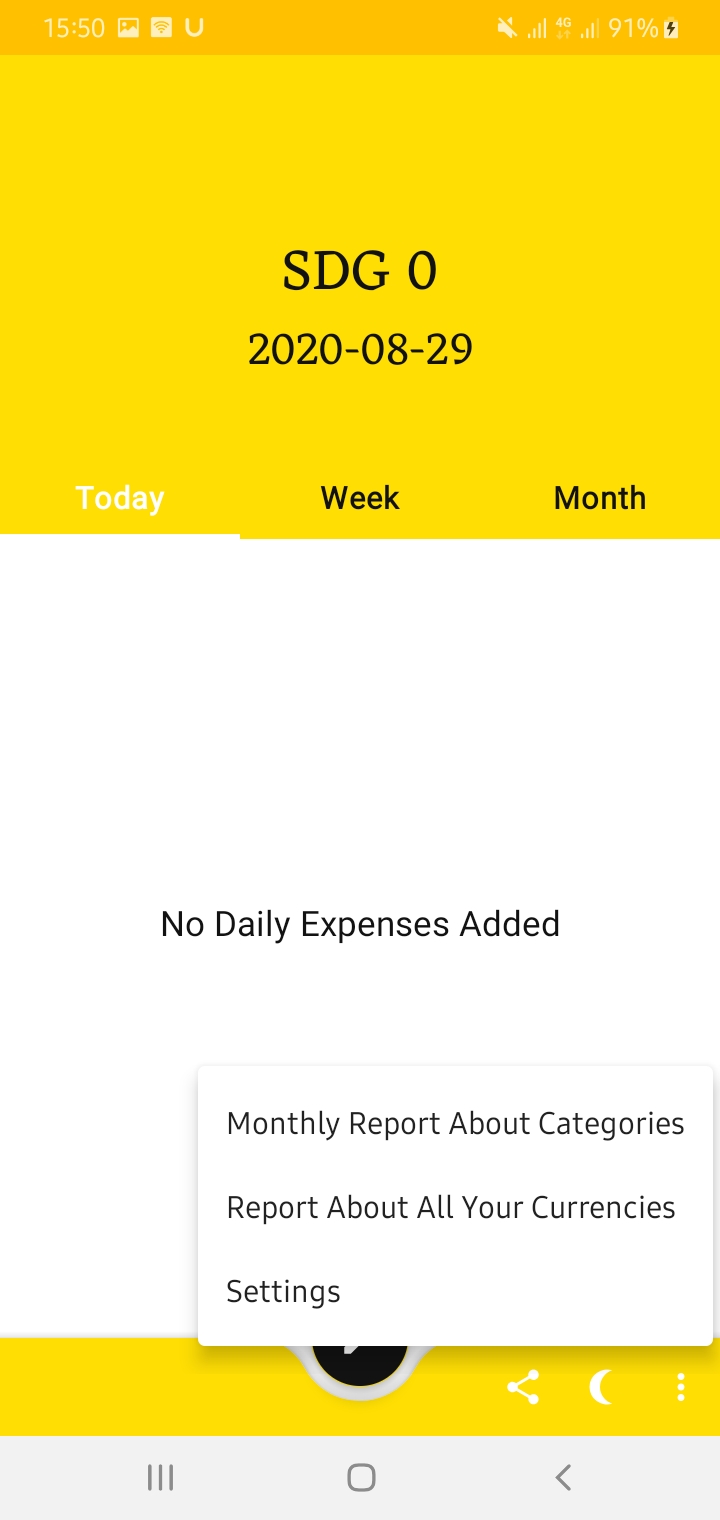 15:50
4G
91%
SDG 0
2020-08-29
Today
Week
Month
No Daily Expenses Added
Monthly Report About Categories
Report About All Your Currencies
Settings